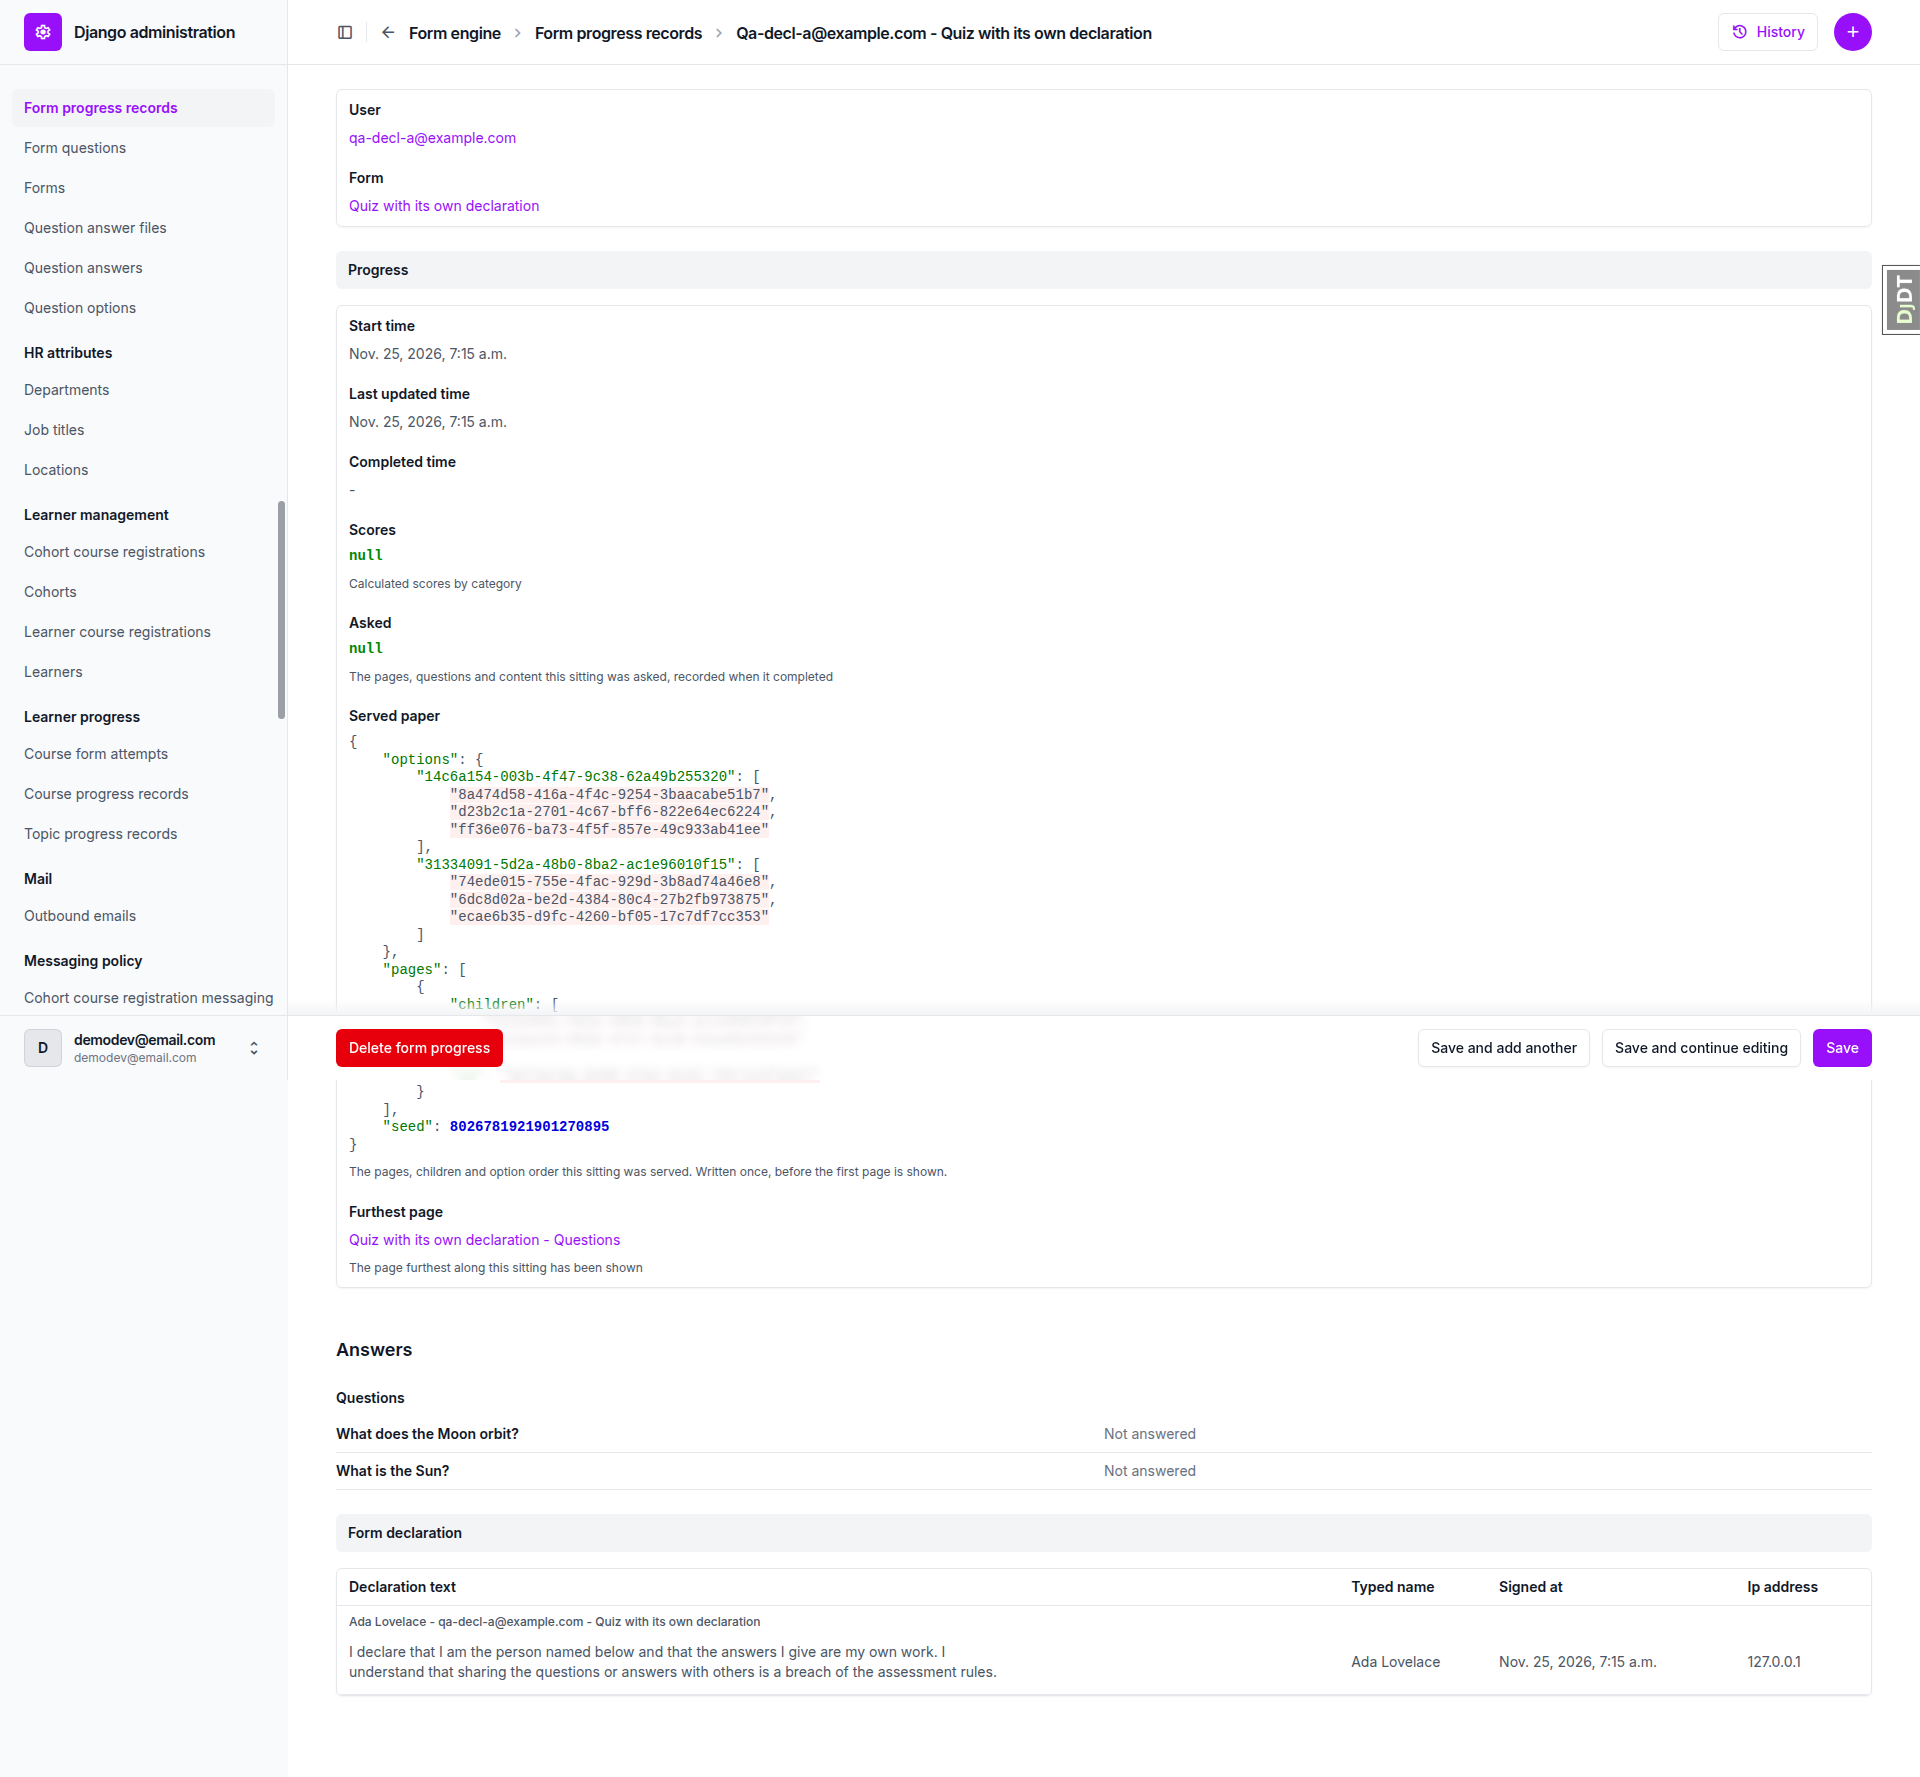 Django administration
Form engine
Form progress records
Qa-decl-a@example.com - Quiz with its own declaration
History
Form progress records
Form questions
Forms
Question answer files
Question answers
Question options
HR attributes
Departments
Job titles
Locations
Learner management
Cohort course registrations
Cohorts
Learner course registrations
Learners
Learner progress
Course form attempts
Course progress records
Topic progress records
Mail
Outbound emails
Messaging policy
Cohort course registration messaging
D
demodev@email.com
demodev@email.com
User
qa-decl-a@example.com
Form
Quiz with its own declaration
Progress
DjDT
Start time
Nov. 25, 2026, 7:15 a.m.
Last updated time
Nov. 25, 2026, 7:15 a.m.
Completed time
-
Scores
null
Calculated scores by category
Asked
null
The pages, questions and content this sitting was asked, recorded when it completed
Served paper
{
"options": {
"14c6a154-003b-4f47-9c38-62a49b255320": [
"8a474d58-416a-4f4c-9254-3baacabe51b7",
"d23b2c1a-2701-4c67-bff6-822e64ec6224",
"ff36e076-ba73-4f5f-857e-49c933ab41ee"
],
"31334091-5d2a-48b0-8ba2-ac1e96010f15": [
"74ede015-755e-4fac-929d-3b8ad74a46e8",
"6dc8d02a-be2d-4384-80c4-27b2fb973875",
"ecae6b35-d9fc-4260-bf05-17c7df7cc353"
]
},
"pages": [
{
"children": [
Delete form progress
Save and add another
Save and continue editing
Save
}
],
"seed": 8026781921901270895
}
The pages, children and option order this sitting was served. Written once, before the first page is shown.
Furthest page
Quiz with its own declaration - Questions
The page furthest along this sitting has been shown
Answers
Questions
What does the Moon orbit? Not answered
What is the Sun? Not answered
Form declaration
Declaration text Typed name Signed at Ip address
Ada Lovelace - qa-decl-a@example.com - Quiz with its own declaration
I declare that I am the person named below and that the answers I give are my own work. I
understand that sharing the questions or answers with others is a breach of the assessment rules.
Ada Lovelace Nov. 25, 2026, 7:15 a.m. 127.0.0.1